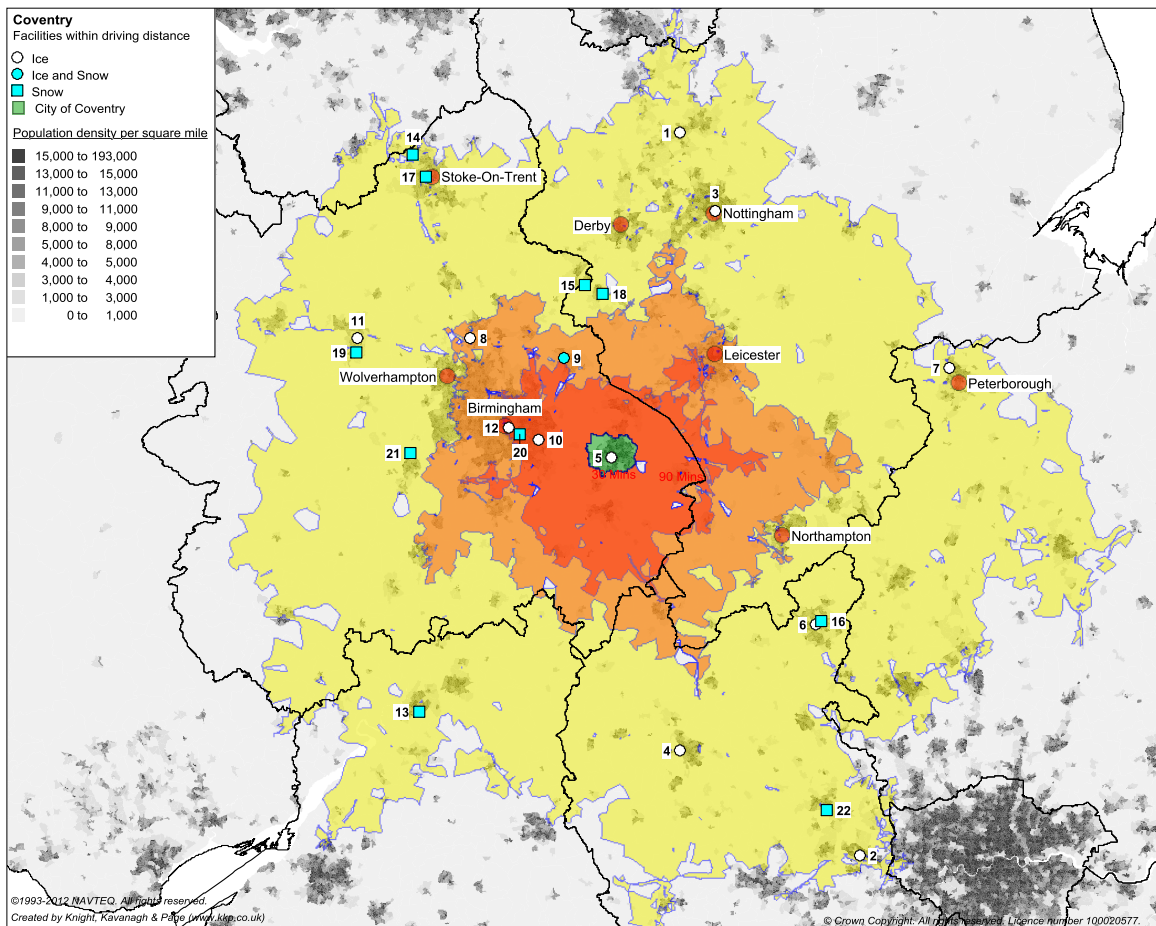 Coventry
Facilities within driving distance
Ice
Ice and Snow
Snow
City of Coventry
Population density per square mile
15,000 to 193,000
13,000 to 15,000
11,000 to 13,000
9,000 to 11,000
8,000 to 9,000
5,000 to 8,000
4,000 to 5,000
3,000 to 4,000
1,000 to 3,000
0 to 1,000
1
14
17 Stoke-On-Trent
3
Nottingham
Derby
15
18
11
8
19
9
Leicester
7
Wolverhampton
Peterborough
Birmingham
12
10
20
21
5
30 Mins
90 Mins
Northampton
6
16
13
4
22
2
©1993-2012 NAVTEQ. All rights reserved.
Created by Knight, Kavanagh & Page (www.kkp.co.uk)
© Crown Copyright. All rights reserved. Licence number 100020577.